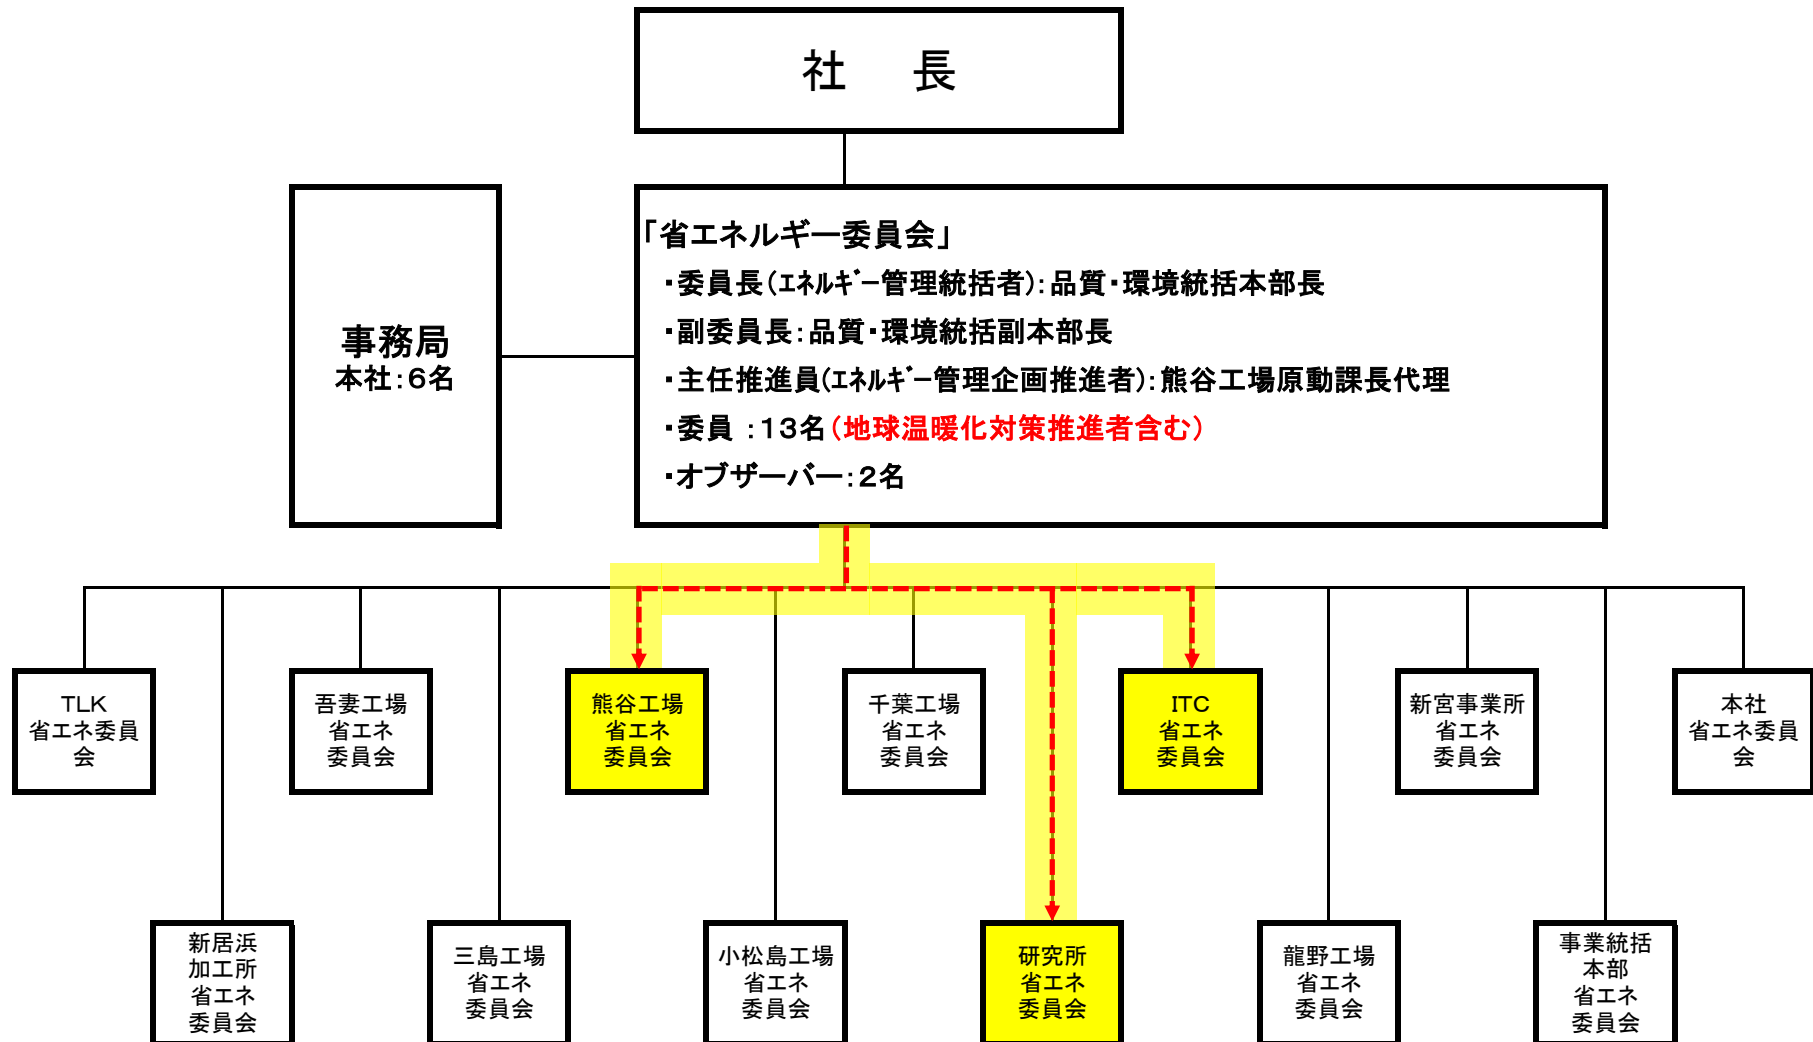 社　長
事務局
本社:6名
「省エネルギー委員会」
・委員長(エネルギー管理統括者):品質・環境統括本部長
・副委員長:品質・環境統括副本部長
・主任推進員(エネルギー管理企画推進者):熊谷工場原動課長代理
・委員 :13名(地球温暖化対策推進者含む)
・オブザーバー:2名
TLK
省エネ委員
会
吾妻工場
省エネ
委員会
熊谷工場
省エネ
委員会
千葉工場
省エネ
委員会
ITC
省エネ
委員会
新宮事業所
省エネ
委員会
本社
省エネ委員
会
新居浜
加工所
省エネ
委員会
三島工場
省エネ
委員会
小松島工場
省エネ
委員会
研究所
省エネ
委員会
龍野工場
省エネ
委員会
事業統括
本部
省エネ
委員会